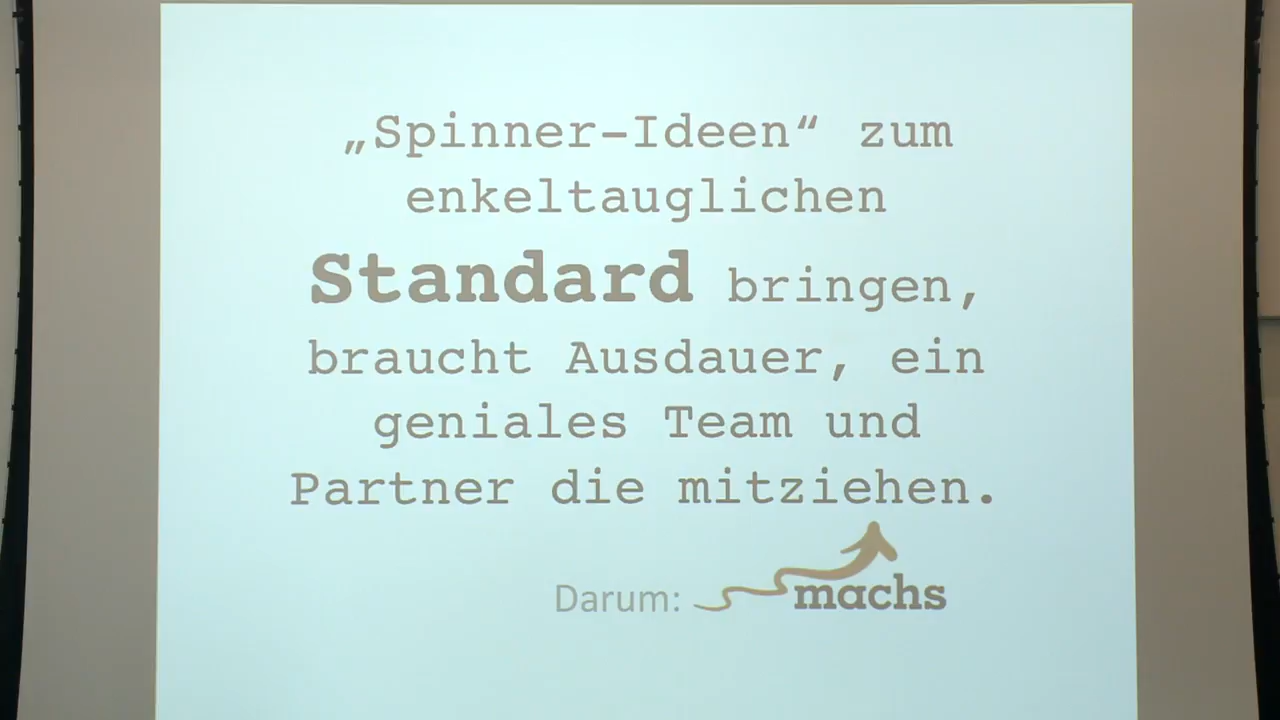 „Spinner-Ideen“ zum
enkeltauglichen
Standard bringen,
braucht Ausdauer, ein
geniales Team und
Partner die mitziehen.
Darum: machs